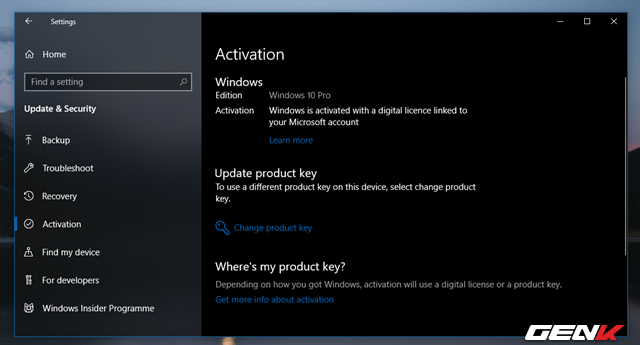 Settings
Home
Find a setting
Update & Security
Backup
Troubleshoot
Recovery
Activation
Find my device
For developers
Windows Insider Programme
Activation
Windows
Edition Windows 10 Pro
Activation Windows is activated with a digital licence linked to
your Microsoft account
Learn more
Update product key
To use a different product key on this device, select change product
key.
Change product key
Where's my product key?
Depending on how you got Windows, activation will use a digital license or a product key.
Get more info about activation
GENK